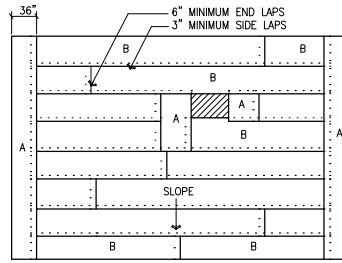 36" 6" MINIMUM END LAPS
3" MINIMUM SIDE LAPS
B B
B
A
A
B
A A
SLOPE
B B